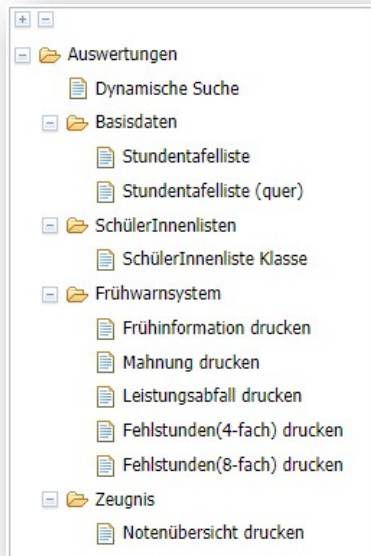 Auswertungen
Dynamische Suche
Basisdaten
Stundentafelliste
Stundentafelliste (quer)
SchülerInnenlisten
SchülerInnenliste Klasse
Frühwarnsystem
Frühinformation drucken
Mahnung drucken
Leistungsabfall drucken
Fehlstunden(4-fach) drucken
Fehlstunden(8-fach) drucken
Zeugnis
Notenübersicht drucken